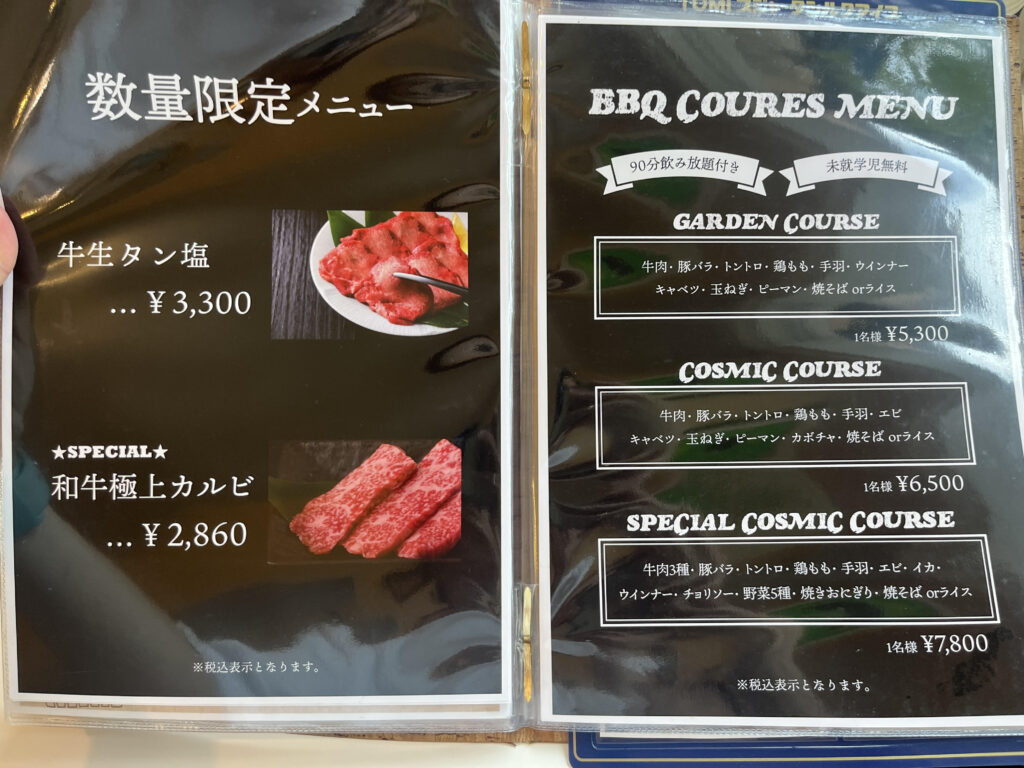 数量限定メニュー
牛生タン塩
... ¥3,300
★SPECIAL★
和牛極上カルビ
... ¥2,860
※税込表示となります。
BBQ COURES MENU
90分飲み放題付き
未就学児無料
GARDEN COURSE
牛肉・豚バラ・トントロ・鶏もも・手羽・ウインナー
キャベツ・玉ねぎ・ピーマン・焼そば orライス
1名様 ¥5,300
COSMIC COURSE
牛肉・豚バラ・トントロ・鶏もも・手羽・エビ
キャベツ・玉ねぎ・ピーマン・カボチャ・焼そば orライス
1名様 ¥6,500
SPECIAL COSMIC COURSE
牛肉3種・豚バラ・トントロ・鶏もも・手羽・エビ・イカ・
ウインナー・チョリソー・野菜5種・焼きおにぎり・焼そば orライス
1名様 ¥7,800
※税込表示となります。